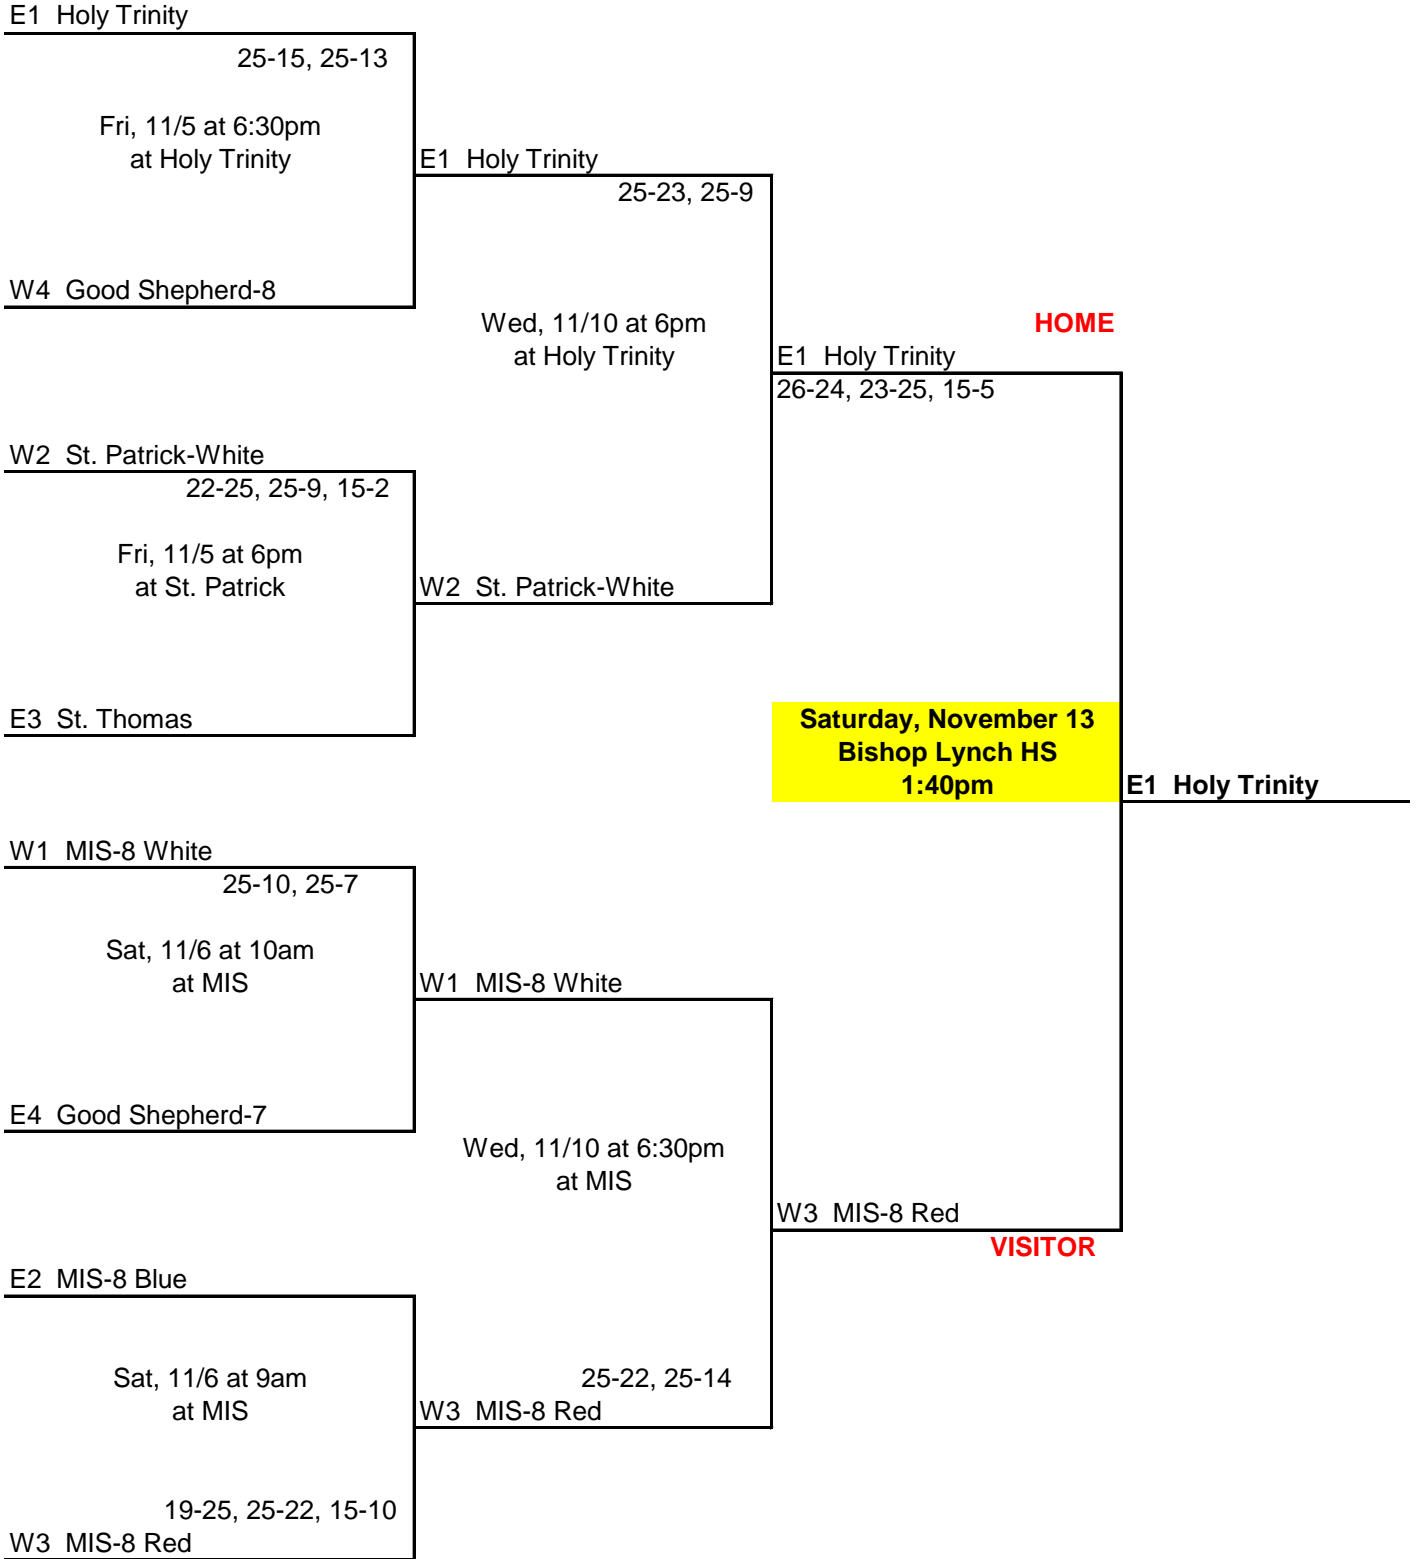 E1  Holy Trinity
25-15, 25-13
Fri, 11/5 at 6:30pm
at Holy Trinity
E1  Holy Trinity
25-23, 25-9
W4  Good Shepherd-8
Wed, 11/10 at 6pm
at Holy Trinity
HOME
E1  Holy Trinity
26-24, 23-25, 15-5
W2  St. Patrick-White
22-25, 25-9, 15-2
Fri, 11/5 at 6pm
at St. Patrick
W2  St. Patrick-White
E3  St. Thomas
Saturday, November 13
Bishop Lynch HS
1:40pm
E1  Holy Trinity
W1  MIS-8 White
25-10, 25-7
Sat, 11/6 at 10am
at MIS
W1  MIS-8 White
E4  Good Shepherd-7
Wed, 11/10 at 6:30pm
at MIS
W3  MIS-8 Red
VISITOR
E2  MIS-8 Blue
Sat, 11/6 at 9am
at MIS
25-22, 25-14
W3  MIS-8 Red
19-25, 25-22, 15-10
W3  MIS-8 Red